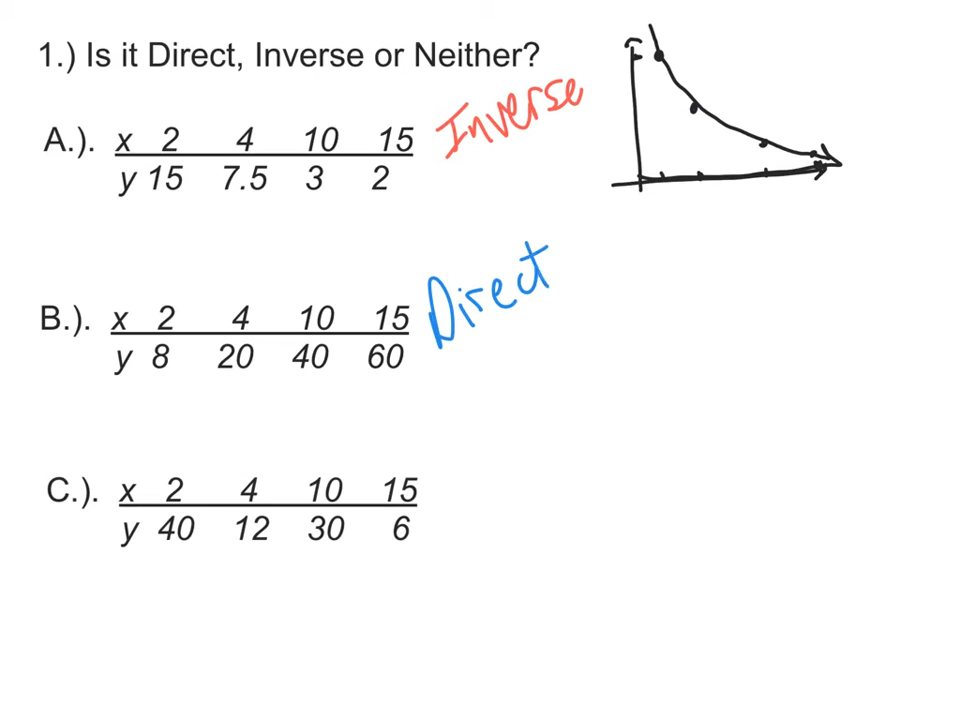 1.) Is it Direct, Inverse or Neither?
A.). x 2 4 10 15 Inverse
y 15 7.5 3 2
B.). x 2 4 10 15 Direct
y 8 20 40 60
C.). x 2 4 10 15
y 40 12 30 6